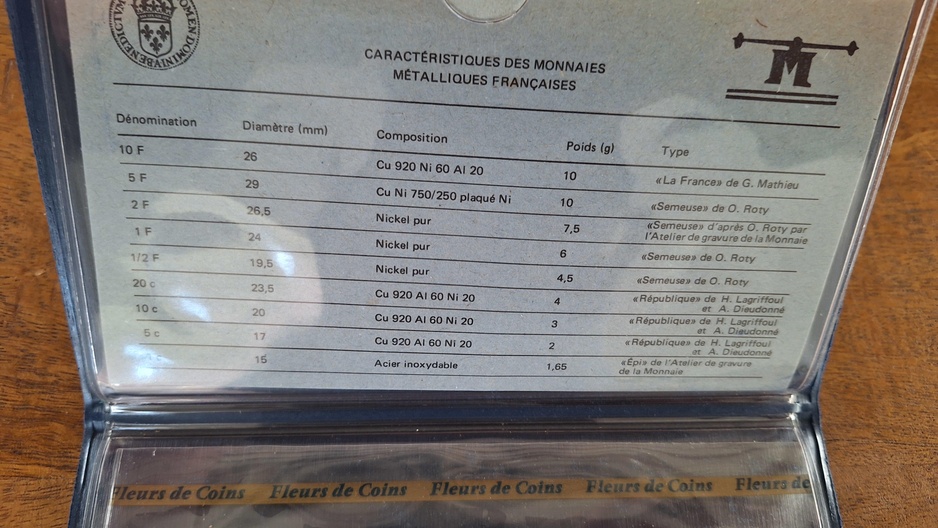 OMEN·DOMINI·BENEDICTVM
M
CARACTÉRISTIQUES DES MONNAIES
MÉTALLIQUES FRANÇAISES
Dénomination Diamètre (mm) Composition Poids (g) Type
10 F 26 Cu 920 Ni 60 Al 20 10 «La France» de G. Mathieu
5 F 29 Cu Ni 750/250 plaqué Ni 10 «Semeuse» de O. Roty
2 F 26,5 Nickel pur 7,5 «Semeuse» d'après O. Roty par
l'Atelier de gravure de la Monnaie
1 F 24 Nickel pur 6 «Semeuse» de O. Roty
1/2 F 19,5 Nickel pur 4,5 «Semeuse» de O. Roty
20 c 23,5 Cu 920 Al 60 Ni 20 4 «République» de H. Lagriffoul
et A. Dieudonné
10 c 20 Cu 920 Al 60 Ni 20 3 «République» de H. Lagriffoul
et A. Dieudonné
5 c 17 Cu 920 Al 60 Ni 20 2 «République» de H. Lagriffoul
et A. Dieudonné
15 Acier inoxydable 1,65 «Épi» de l'Atelier de gravure
de la Monnaie
Fleurs de Coins Fleurs de Coins Fleurs de Coins Fleurs de Coins Fleurs de